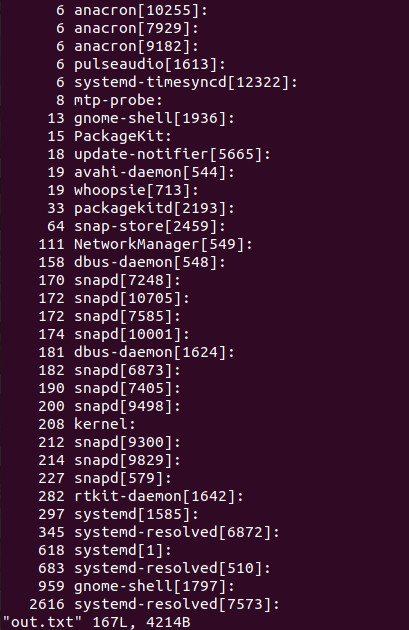 6 anacron[10255]:
6 anacron[7929]:
6 anacron[9182]:
6 pulseaudio[1613]:
6 systemd-timesyncd[12322]:
8 mtp-probe:
13 gnome-shell[1936]:
15 PackageKit:
18 update-notifier[5665]:
19 avahi-daemon[544]:
19 whoopsie[713]:
33 packagekitd[2193]:
64 snap-store[2459]:
111 NetworkManager[549]:
158 dbus-daemon[548]:
170 snapd[7248]:
172 snapd[10705]:
172 snapd[7585]:
174 snapd[10001]:
181 dbus-daemon[1624]:
182 snapd[6873]:
190 snapd[7405]:
200 snapd[9498]:
208 kernel:
212 snapd[9300]:
214 snapd[9829]:
227 snapd[579]:
282 rtkit-daemon[1642]:
297 systemd[1585]:
345 systemd-resolved[6872]:
618 systemd[1]:
683 systemd-resolved[510]:
959 gnome-shell[1797]:
2616 systemd-resolved[7573]:
"out.txt" 167L, 4214B